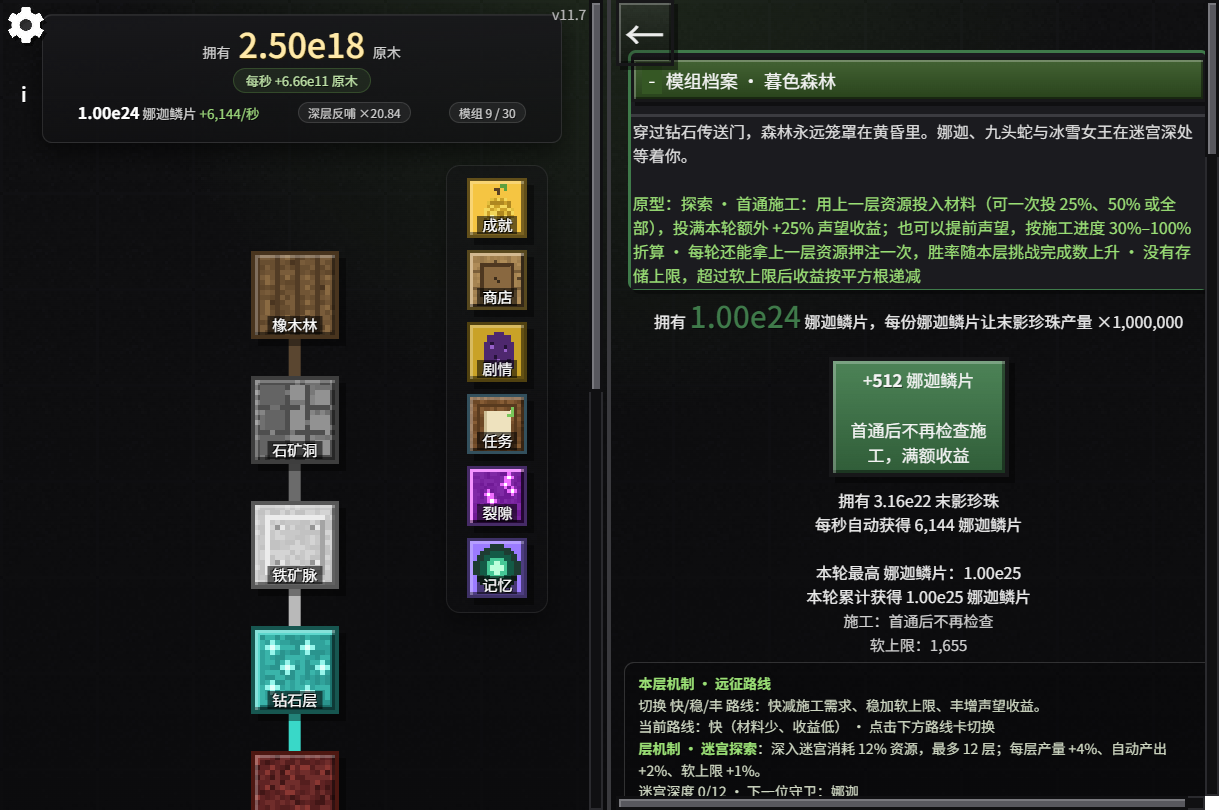 v11.7
拥有 2.50e18 原木
每秒 +6.66e11 原木
1.00e24 娜迦鳞片 +6,144/秒
深层反哺 ×20.84
模组 9 / 30
i
成就
商店
剧情
任务
裂隙
记忆
橡木林
石矿洞
铁矿脉
钻石层
←
- 模组档案 · 暮色森林
穿过钻石传送门，森林永远笼罩在黄昏里。娜迦、九头蛇与冰雪女王在迷宫深处
等着你。
原型：探索 · 首通施工：用上一层资源投入材料（可一次投 25%、50% 或全
部），投满本轮额外 +25% 声望收益；也可以提前声望，按施工进度 30%–100%
折算 · 每轮还能拿上一层资源押注一次，胜率随本层挑战完成数上升 · 没有存
储上限，超过软上限后收益按平方根递减
拥有 1.00e24 娜迦鳞片，每份娜迦鳞片让末影珍珠产量 ×1,000,000
+512 娜迦鳞片
首通后不再检查施
工，满额收益
拥有 3.16e22 末影珍珠
每秒自动获得 6,144 娜迦鳞片
本轮最高 娜迦鳞片：1.00e25
本轮累计获得 1.00e25 娜迦鳞片
施工：首通后不再检查
软上限：1,655
本层机制 · 远征路线
切换 快/稳/丰 路线：快减施工需求、稳加软上限、丰增声望收益。
当前路线：快（材料少、收益低） · 点击下方路线卡切换
层机制 · 迷宫探索：深入迷宫消耗 12% 资源，最多 12 层；每层产量 +4%、自动产出
+2%、软上限 +1%。
迷宫深度 0/12 · 下一位守卫：娜迦